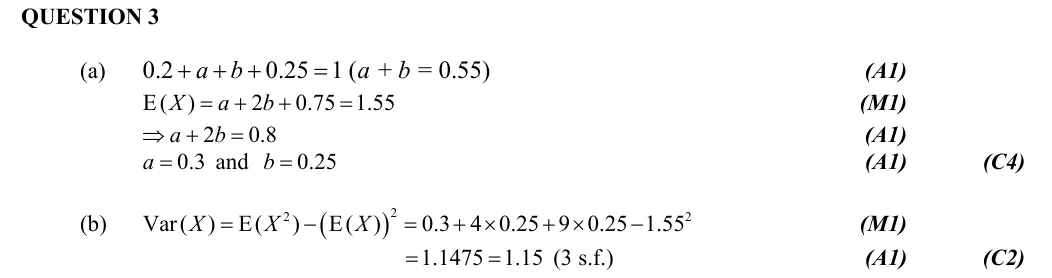 QUESTION 3
(a) 0.2 + a + b + 0.25 = 1 (a + b = 0.55) (A1)
E(X) = a + 2b + 0.75 = 1.55 (M1)
⇒ a + 2b = 0.8 (A1)
a = 0.3 and b = 0.25 (A1) (C4)
(b) Var(X) = E(X²) − (E(X))² = 0.3 + 4 × 0.25 + 9 × 0.25 − 1.55² (M1)
= 1.1475 = 1.15 (3 s.f.) (A1) (C2)